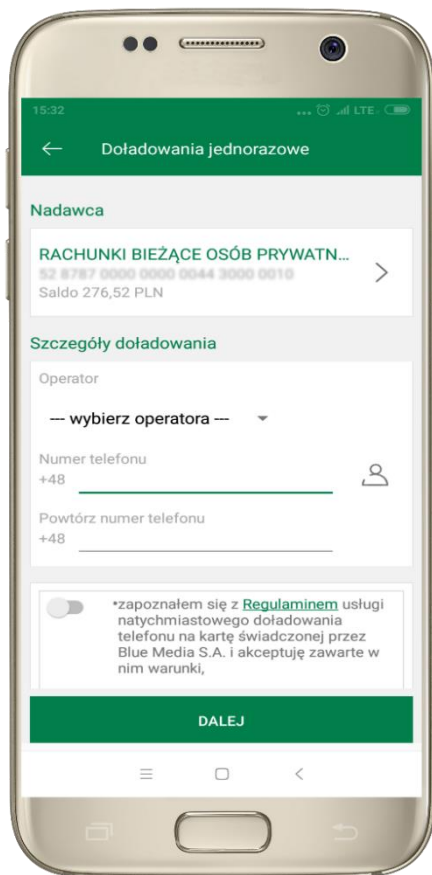 15:32 ... LTE
Doładowania jednorazowe
Nadawca
RACHUNKI BIEŻĄCE OSÓB PRYWATN...
52 8787 0000 0000 0044 3000 0010
Saldo 276,52 PLN
Szczegóły doładowania
Operator
--- wybierz operatora ---
Numer telefonu
+48
Powtórz numer telefonu
+48
•zapoznałem się z Regulaminem usługi
natychmiastowego doładowania
telefonu na kartę świadczonej przez
Blue Media S.A. i akceptuję zawarte w
nim warunki,
DALEJ